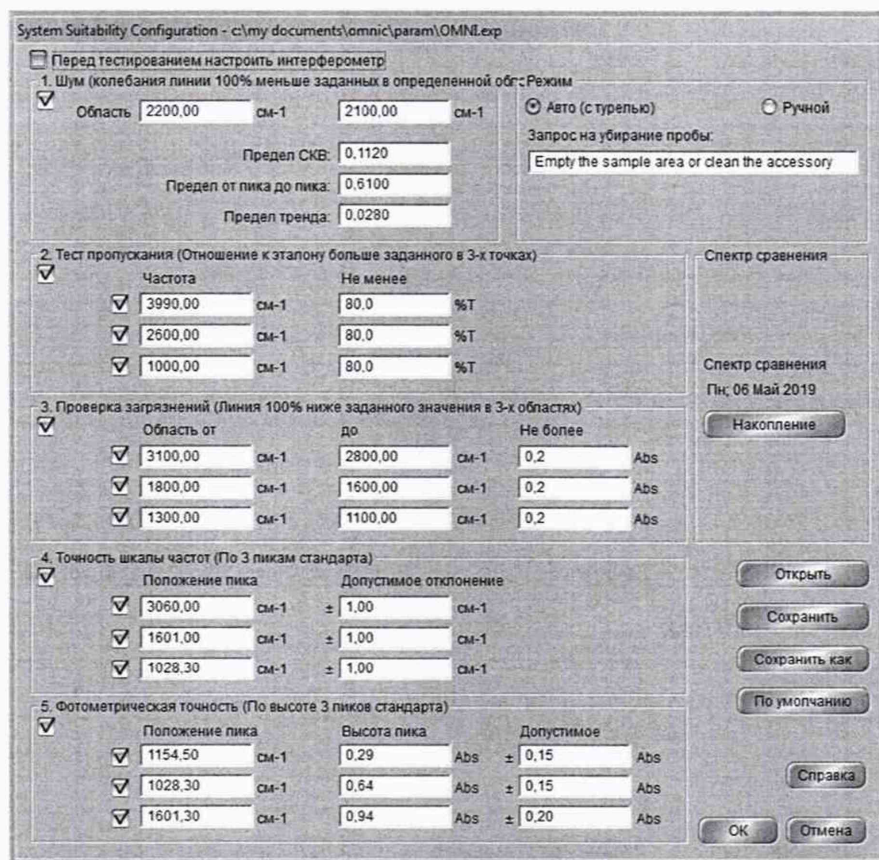 System Suitability Configuration - c:\my documents\omnic\param\OMNI.exp
Перед тестированием настроить интерферометр
1. Шум (колебания линии 100% меньше заданных в определенной обла
Область 2200,00 см-1 2100,00 см-1
Предел СКВ: 0,1120
Предел от пика до пика: 0,6100
Предел тренда: 0,0280
Режим
Авто (с турелью) Ручной
Запрос на убирание пробы:
Empty the sample area or clean the accessory
2. Тест пропускания (Отношение к эталону больше заданного в 3-х точках)
Частота Не менее
3990,00 см-1 80,0 %T
2600,00 см-1 80,0 %T
1000,00 см-1 80,0 %T
Спектр сравнения
Спектр сравнения
Пн; 06 Май 2019
Накопление
3. Проверка загрязнений (Линия 100% ниже заданного значения в 3-х областях)
Область от до Не более
3100,00 см-1 2800,00 см-1 0,2 Abs
1800,00 см-1 1600,00 см-1 0,2 Abs
1300,00 см-1 1100,00 см-1 0,2 Abs
4. Точность шкалы частот (По 3 пикам стандарта)
Положение пика Допустимое отклонение
3060,00 см-1 ± 1,00 см-1
1601,00 см-1 ± 1,00 см-1
1028,30 см-1 ± 1,00 см-1
5. Фотометрическая точность (По высоте 3 пиков стандарта)
Положение пика Высота пика Допустимое
1154,50 см-1 0,29 Abs ± 0,15 Abs
1028,30 см-1 0,64 Abs ± 0,15 Abs
1601,30 см-1 0,94 Abs ± 0,20 Abs
Открыть
Сохранить
Сохранить как
По умолчанию
Справка
OK Отмена